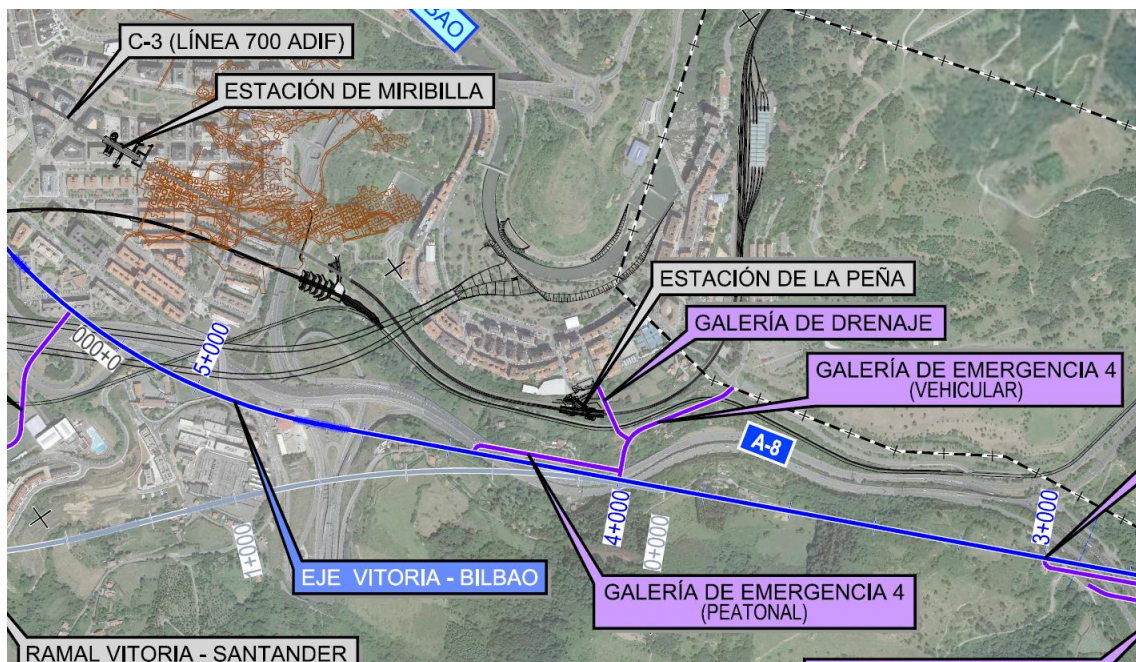 BAO
C-3 (LÍNEA 700 ADIF)
ESTACIÓN DE MIRIBILLA
ESTACIÓN DE LA PEÑA
GALERÍA DE DRENAJE
GALERÍA DE EMERGENCIA 4
(VEHICULAR)
A-8
5+000
0+000
4+000
0+000
3+000
1+000
EJE VITORIA - BILBAO
GALERÍA DE EMERGENCIA 4
(PEATONAL)
RAMAL VITORIA - SANTANDER